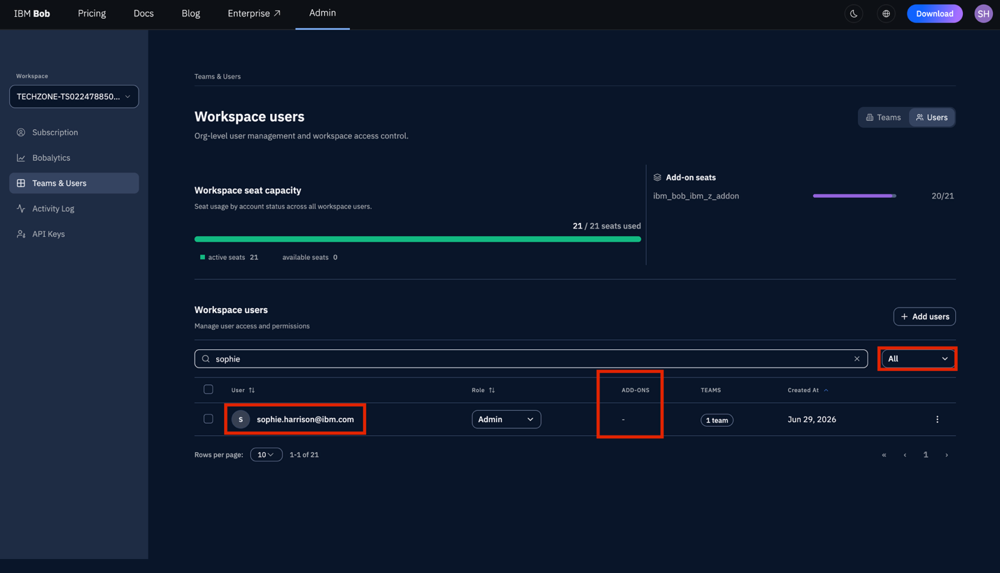 IBM Bob Pricing Docs Blog Enterprise ↗ Admin Download SH
Workspace
TECHZONE-TS022478850...
Subscription
Bobalytics
Teams & Users
Activity Log
API Keys
Teams & Users
Workspace users
Org-level user management and workspace access control.
Teams Users
Workspace seat capacity
Seat usage by account status across all workspace users.
21 / 21 seats used
active seats 21 available seats 0
Add-on seats
ibm_bob_ibm_z_addon 20/21
Workspace users
Manage user access and permissions
+ Add users
sophie
All
User Role ADD-ONS TEAMS Created At
S sophie.harrison@ibm.com Admin - 1 team Jun 29, 2026
Rows per page: 10 1-1 of 21 « ‹ 1 ›